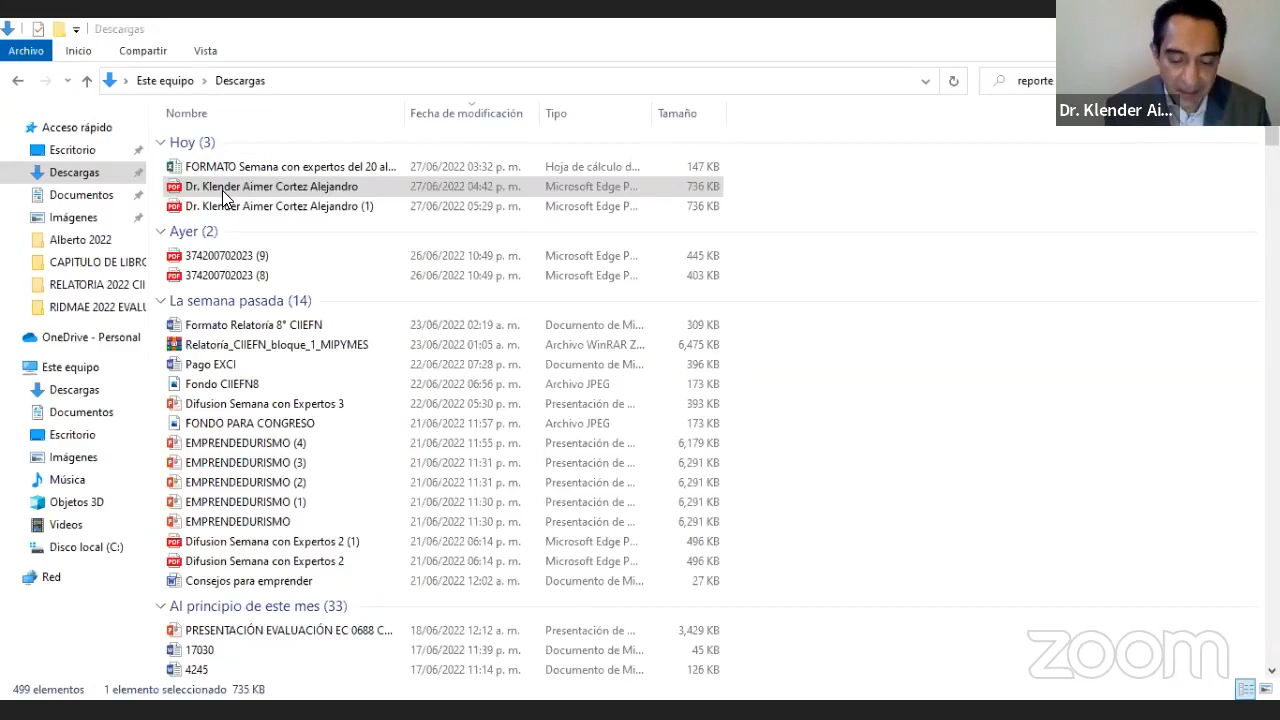 Descargas
Archivo Inicio Compartir Vista
Este equipo Descargas reporte
Dr. Klender Ai...
Nombre Fecha de modificación Tipo Tamaño
Acceso rápido
Escritorio
Descargas
Documentos
Imágenes
Alberto 2022
CAPITULO DE LIBRO
RELATORIA 2022 CII
RIDMAE 2022 EVALU
OneDrive - Personal
Este equipo
Descargas
Documentos
Escritorio
Imágenes
Música
Objetos 3D
Videos
Disco local (C:)
Red
Hoy (3)
FORMATO Semana con expertos del 20 al... 27/06/2022 03:32 p. m. Hoja de cálculo d... 147 KB
Dr. Klender Aimer Cortez Alejandro 27/06/2022 04:42 p. m. Microsoft Edge P... 736 KB
Dr. Klender Aimer Cortez Alejandro (1) 27/06/2022 05:29 p. m. Microsoft Edge P... 736 KB
Ayer (2)
374200702023 (9) 26/06/2022 10:49 p. m. Microsoft Edge P... 445 KB
374200702023 (8) 26/06/2022 10:49 p. m. Microsoft Edge P... 403 KB
La semana pasada (14)
Formato Relatoría 8° CIIEFN 23/06/2022 02:19 a. m. Documento de Mi... 309 KB
Relatoría_CIIEFN_bloque_1_MIPYMES 23/06/2022 01:05 a. m. Archivo WinRAR Z... 6,475 KB
Pago EXCI 22/06/2022 07:28 p. m. Documento de Mi... 396 KB
Fondo CIIEFN8 22/06/2022 06:56 p. m. Archivo JPEG 173 KB
Difusion Semana con Expertos 3 22/06/2022 05:30 p. m. Presentación de ... 393 KB
FONDO PARA CONGRESO 21/06/2022 11:57 p. m. Archivo JPEG 173 KB
EMPRENDEDURISMO (4) 21/06/2022 11:55 p. m. Presentación de ... 6,179 KB
EMPRENDEDURISMO (3) 21/06/2022 11:31 p. m. Presentación de ... 6,291 KB
EMPRENDEDURISMO (2) 21/06/2022 11:31 p. m. Presentación de ... 6,291 KB
EMPRENDEDURISMO (1) 21/06/2022 11:30 p. m. Presentación de ... 6,291 KB
EMPRENDEDURISMO 21/06/2022 11:30 p. m. Presentación de ... 6,291 KB
Difusion Semana con Expertos 2 (1) 21/06/2022 06:14 p. m. Microsoft Edge P... 496 KB
Difusion Semana con Expertos 2 21/06/2022 06:14 p. m. Microsoft Edge P... 496 KB
Consejos para emprender 21/06/2022 12:02 a. m. Documento de Mi... 27 KB
Al principio de este mes (33)
PRESENTACIÓN EVALUACIÓN EC 0688 C... 18/06/2022 12:12 a. m. Presentación de ... 3,429 KB
17030 17/06/2022 11:39 p. m. Documento de Mi... 45 KB
4245 17/06/2022 11:14 p. m. Documento de Mi... 126 KB
zoom
499 elementos 1 elemento seleccionado 735 KB